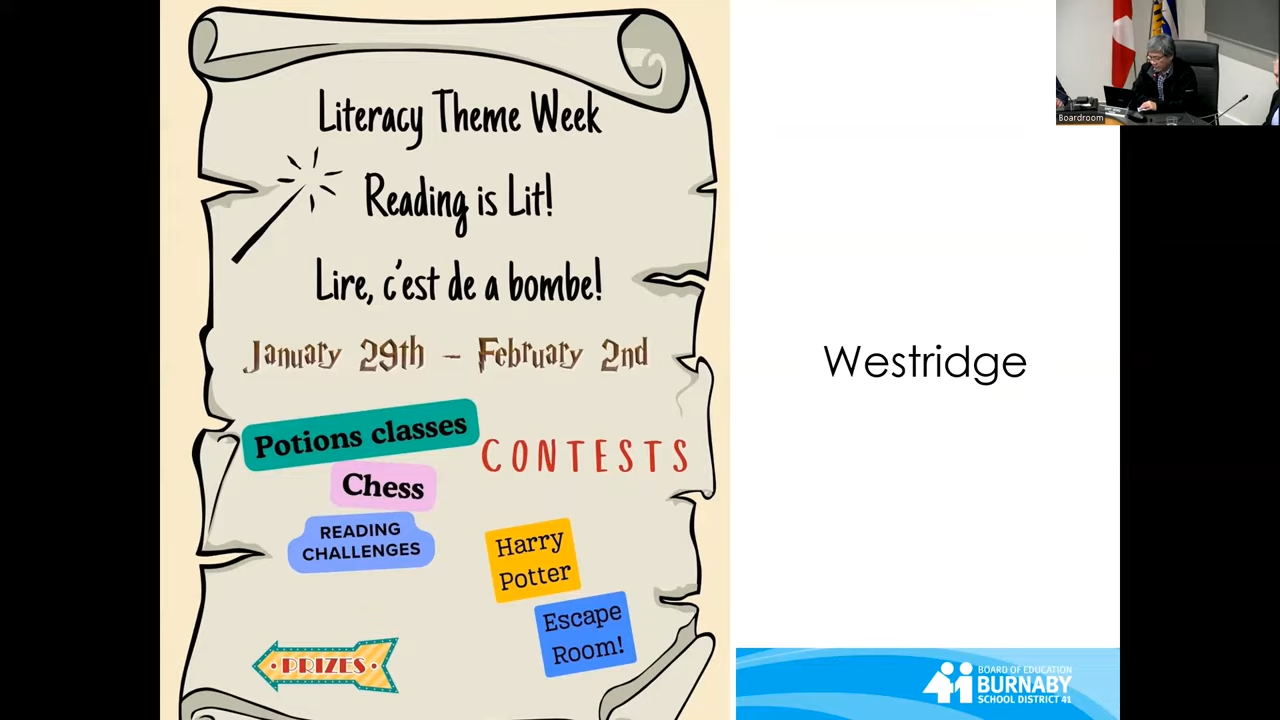 Literacy Theme Week
Reading is Lit!
Lire, c'est de a bombe!
January 29th – February 2nd
Potions classes
CONTESTS
Chess
READING
CHALLENGES
Harry
Potter
Escape
Room!
PRIZES
Westridge
BOARD OF EDUCATION
BURNABY
SCHOOL DISTRICT 41
Boardroom